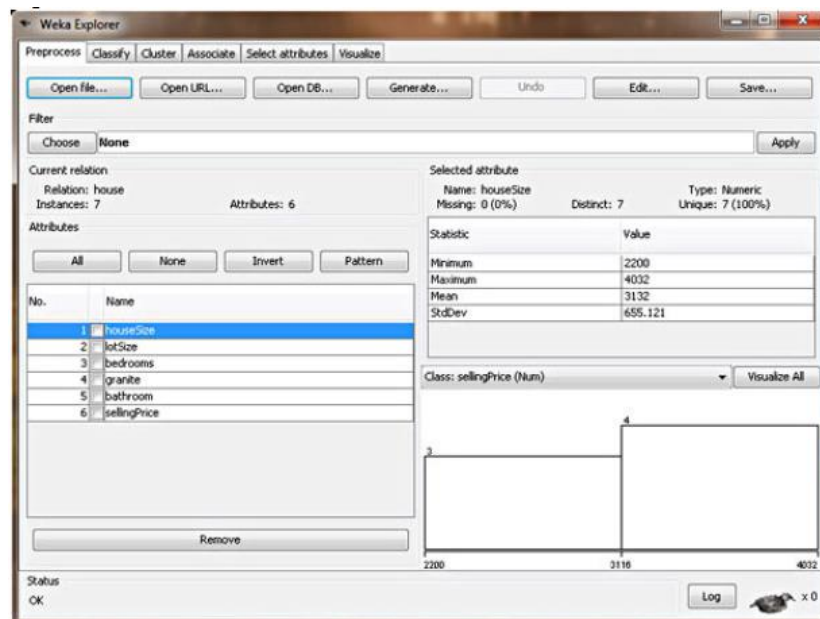 Weka Explorer
Preprocess Classify Cluster Associate Select attributes Visualize
Open file... Open URL... Open DB... Generate... Undo Edit... Save...
Filter
Choose None Apply
Current relation
Relation: house
Instances: 7 Attributes: 6
Attributes
All None Invert Pattern
No. Name
1 houseSize
2 lotSize
3 bedrooms
4 granite
5 bathroom
6 sellingPrice
Remove
Selected attribute
Name: houseSize Type: Numeric
Missing: 0 (0%) Distinct: 7 Unique: 7 (100%)
Statistic Value
Minimum 2200
Maximum 4032
Mean 3132
StdDev 655.121
Class: sellingPrice (Num) Visualize All
3 4
2200 3116 4032
Status
OK Log x 0